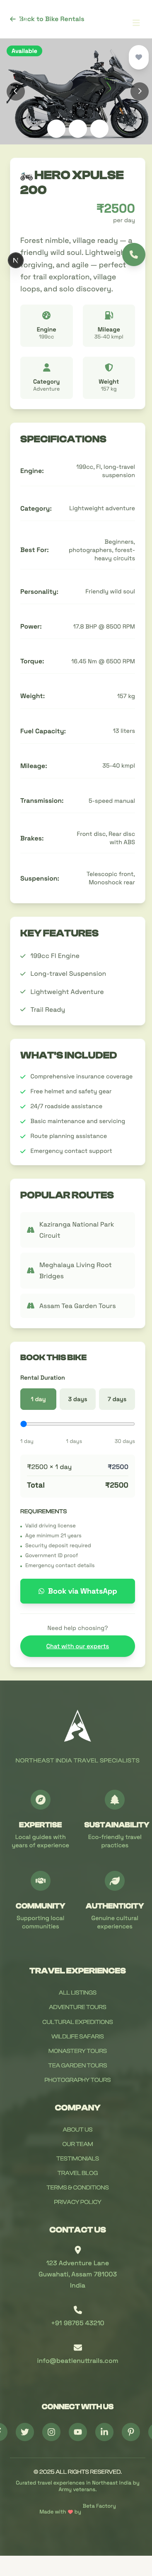 Back to Bike Rentals
Available
HERO XPULSE
200
₹2500
per day
Forest nimble, village ready — a
friendly wild soul. Lightweight,
forgiving, and agile — perfect
for trail exploration, village
loops, and solo discovery.
Engine
199cc
Mileage
35-40 kmpl
Category
Adventure
Weight
157 kg
SPECIFICATIONS
Engine:
199cc, FI, long-travel
suspension
Category:
Lightweight adventure
Best For:
Beginners,
photographers, forest-
heavy circuits
Personality:
Friendly wild soul
Power:
17.8 BHP @ 8500 RPM
Torque:
16.45 Nm @ 6500 RPM
Weight:
157 kg
Fuel Capacity:
13 liters
Mileage:
35-40 kmpl
Transmission:
5-speed manual
Brakes:
Front disc, Rear disc
with ABS
Suspension:
Telescopic front,
Monoshock rear
KEY FEATURES
199cc FI Engine
Long-travel Suspension
Lightweight Adventure
Trail Ready
WHAT'S INCLUDED
Comprehensive insurance coverage
Free helmet and safety gear
24/7 roadside assistance
Basic maintenance and servicing
Route planning assistance
Emergency contact support
POPULAR ROUTES
Kaziranga National Park
Circuit
Meghalaya Living Root
Bridges
Assam Tea Garden Tours
BOOK THIS BIKE
Rental Duration
1 day
3 days
7 days
1 day
1 days
30 days
₹2500 × 1 day
₹2500
Total
₹2500
REQUIREMENTS
Valid driving license
Age minimum 21 years
Security deposit required
Government ID proof
Emergency contact details
Book via WhatsApp
Need help choosing?
Chat with our experts
NORTHEAST INDIA TRAVEL SPECIALISTS
EXPERTISE
Local guides with
years of experience
SUSTAINABILITY
Eco-friendly travel
practices
COMMUNITY
Supporting local
communities
AUTHENTICITY
Genuine cultural
experiences
TRAVEL EXPERIENCES
ALL LISTINGS
ADVENTURE TOURS
CULTURAL EXPEDITIONS
WILDLIFE SAFARIS
MONASTERY TOURS
TEA GARDEN TOURS
PHOTOGRAPHY TOURS
COMPANY
ABOUT US
OUR TEAM
TESTIMONIALS
TRAVEL BLOG
TERMS & CONDITIONS
PRIVACY POLICY
CONTACT US
123 Adventure Lane
Guwahati, Assam 781003
India
+91 98765 43210
info@beatlenuttrails.com
CONNECT WITH US
© 2025 ALL RIGHTS RESERVED.
Curated travel experiences in Northeast India by
Army veterans.
Made with ❤️ by
Beta Factory